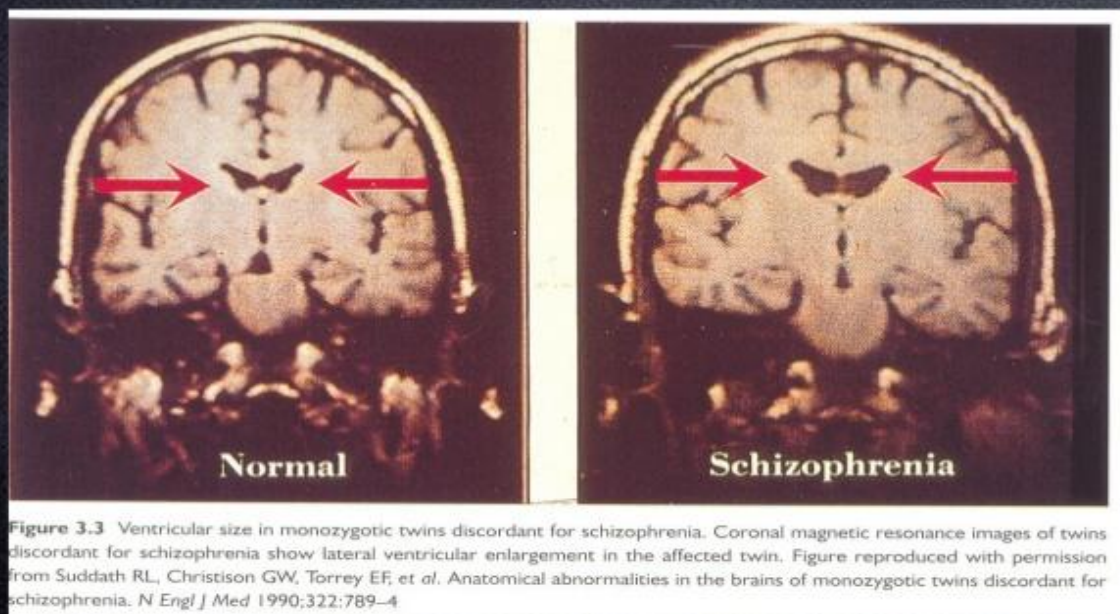 Normal
Schizophrenia
Figure 3.3 Ventricular size in monozygotic twins discordant for schizophrenia. Coronal magnetic resonance images of twins
discordant for schizophrenia show lateral ventricular enlargement in the affected twin. Figure reproduced with permission
from Suddath RL, Christison GW, Torrey EF, et al. Anatomical abnormalities in the brains of monozygotic twins discordant for
schizophrenia. N Engl J Med 1990;322:789–4